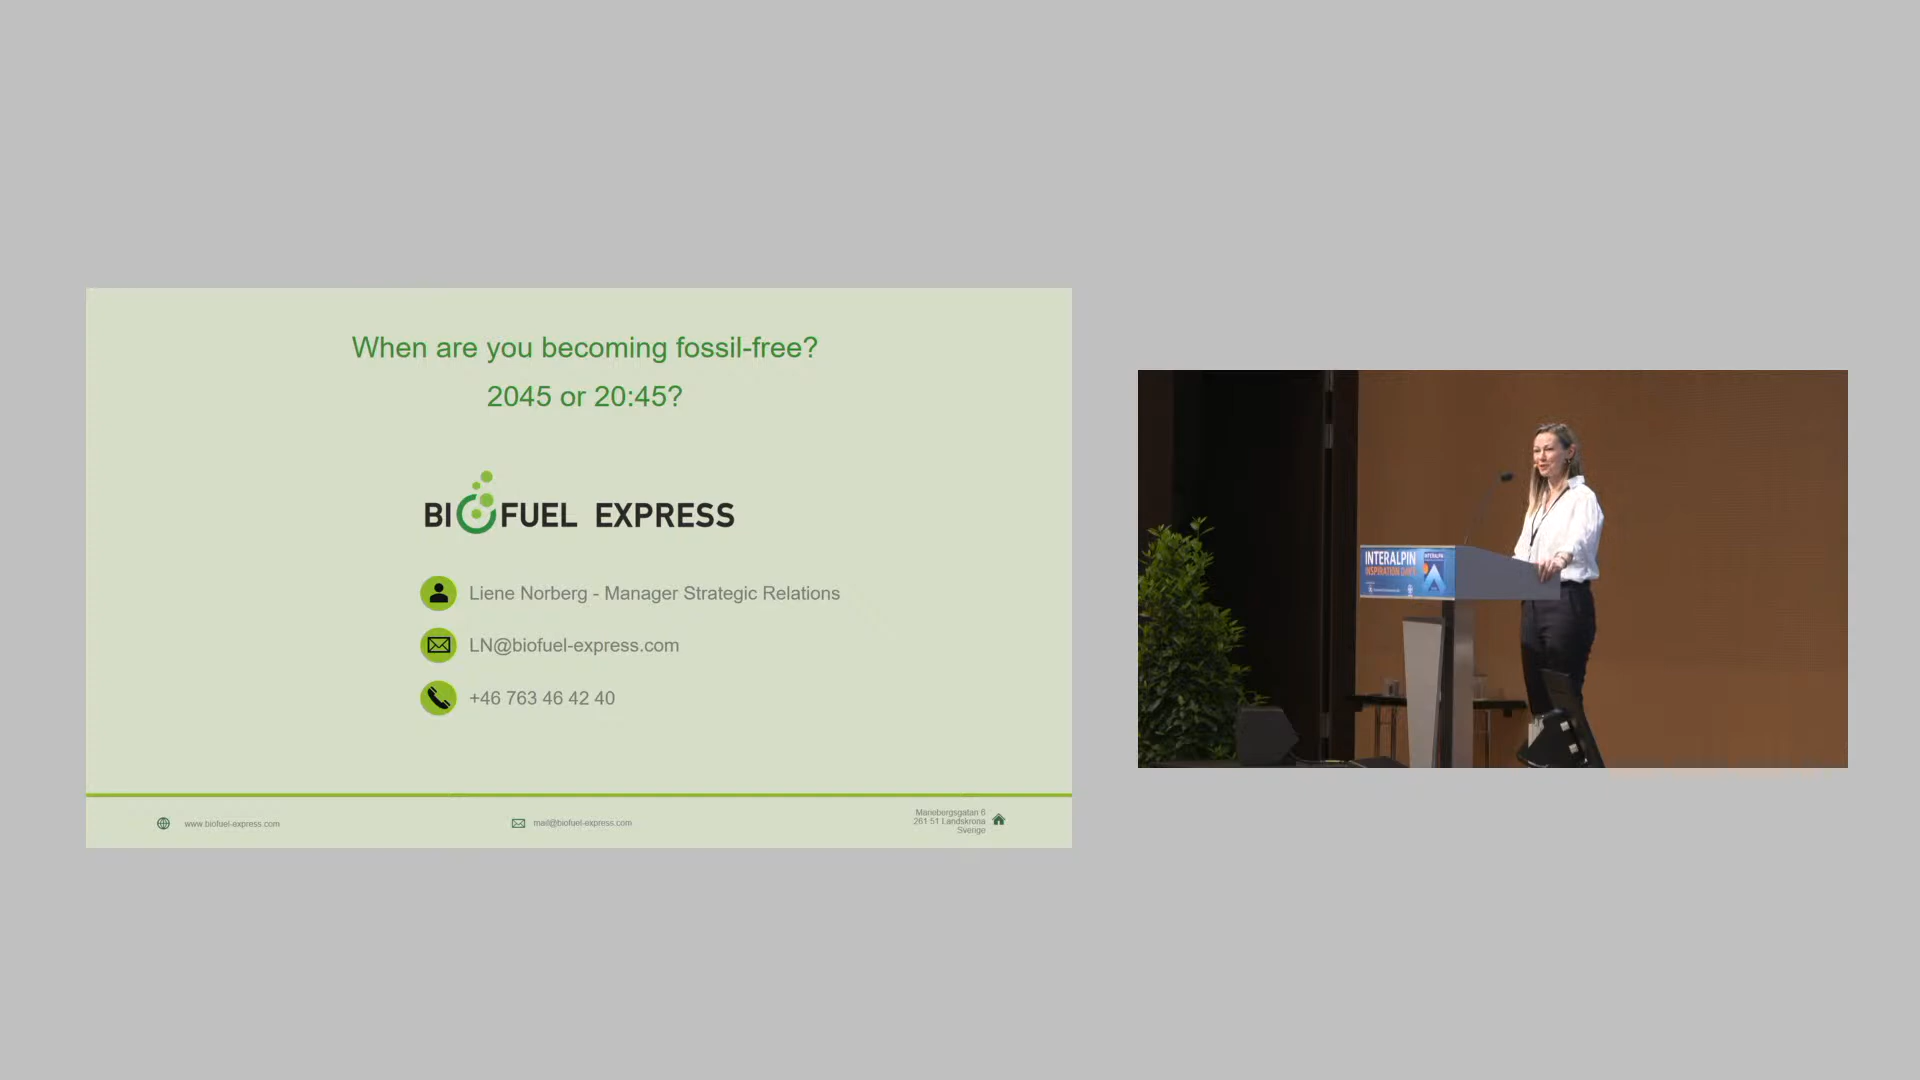 When are you becoming fossil-free?
2045 or 20:45?
BIOFUEL EXPRESS
Liene Norberg - Manager Strategic Relations
LN@biofuel-express.com
+46 763 46 42 40
www.biofuel-express.com
mail@biofuel-express.com
Mariebergsgatan 6
261 51 Landskrona
Sverige
INTERALPIN
INSPIRATION DAYS
INTERALPIN